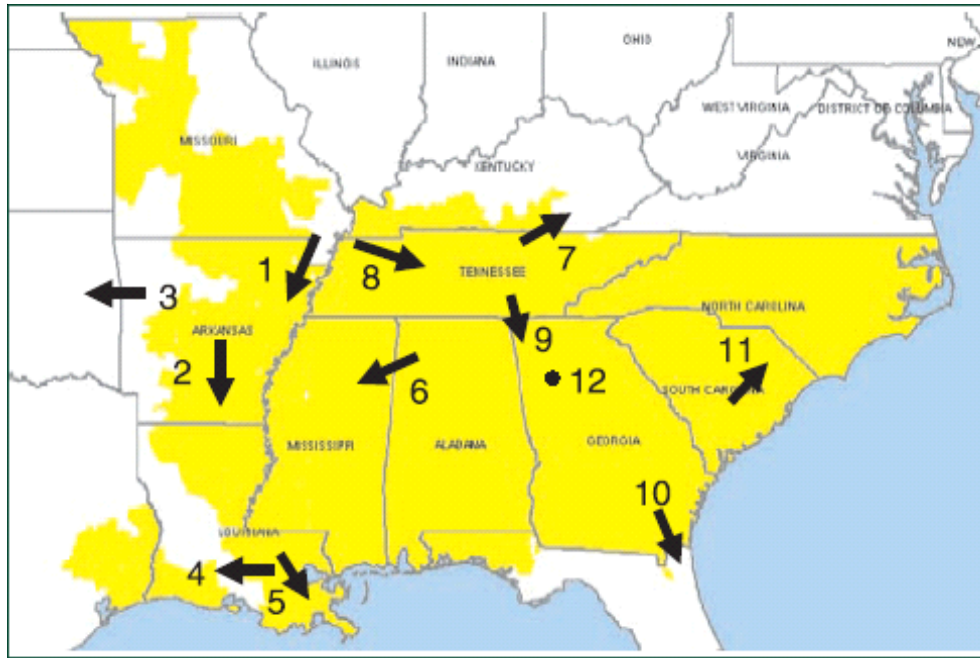 ILLINOIS
INDIANA
OHIO
NEW
WEST VIRGINIA
DISTRICT OF COLUMBIA
MISSOURI
KENTUCKY
VIRGINIA
1
8
7
TENNESSEE
3
NORTH CAROLINA
ARKANSAS
9
2
6
12
11
SOUTH CAROLINA
MISSISSIPPI
ALABANA
GEORGIA
10
LOUISIANA
4
5